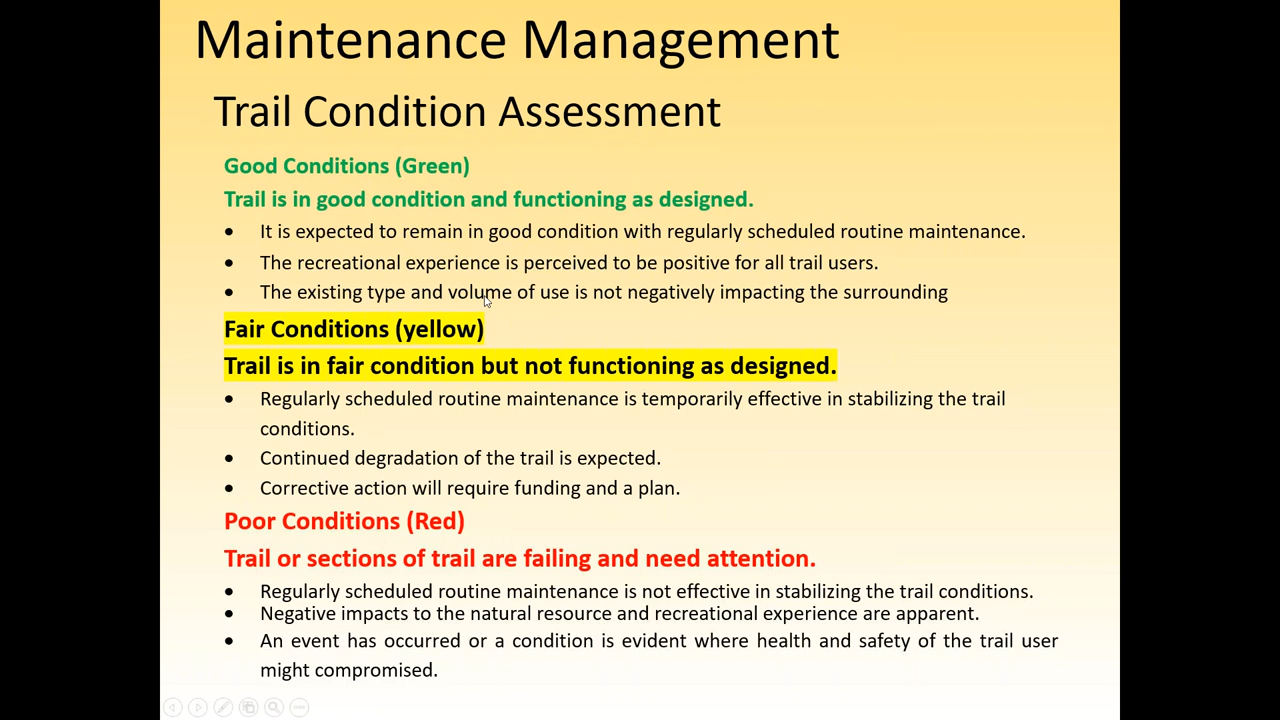 Maintenance Management
Trail Condition Assessment
Good Conditions (Green)
Trail is in good condition and functioning as designed.
• It is expected to remain in good condition with regularly scheduled routine maintenance.
• The recreational experience is perceived to be positive for all trail users.
• The existing type and volume of use is not negatively impacting the surrounding
Fair Conditions (yellow)
Trail is in fair condition but not functioning as designed.
• Regularly scheduled routine maintenance is temporarily effective in stabilizing the trail
conditions.
• Continued degradation of the trail is expected.
• Corrective action will require funding and a plan.
Poor Conditions (Red)
Trail or sections of trail are failing and need attention.
• Regularly scheduled routine maintenance is not effective in stabilizing the trail conditions.
• Negative impacts to the natural resource and recreational experience are apparent.
• An event has occurred or a condition is evident where health and safety of the trail user
might compromised.